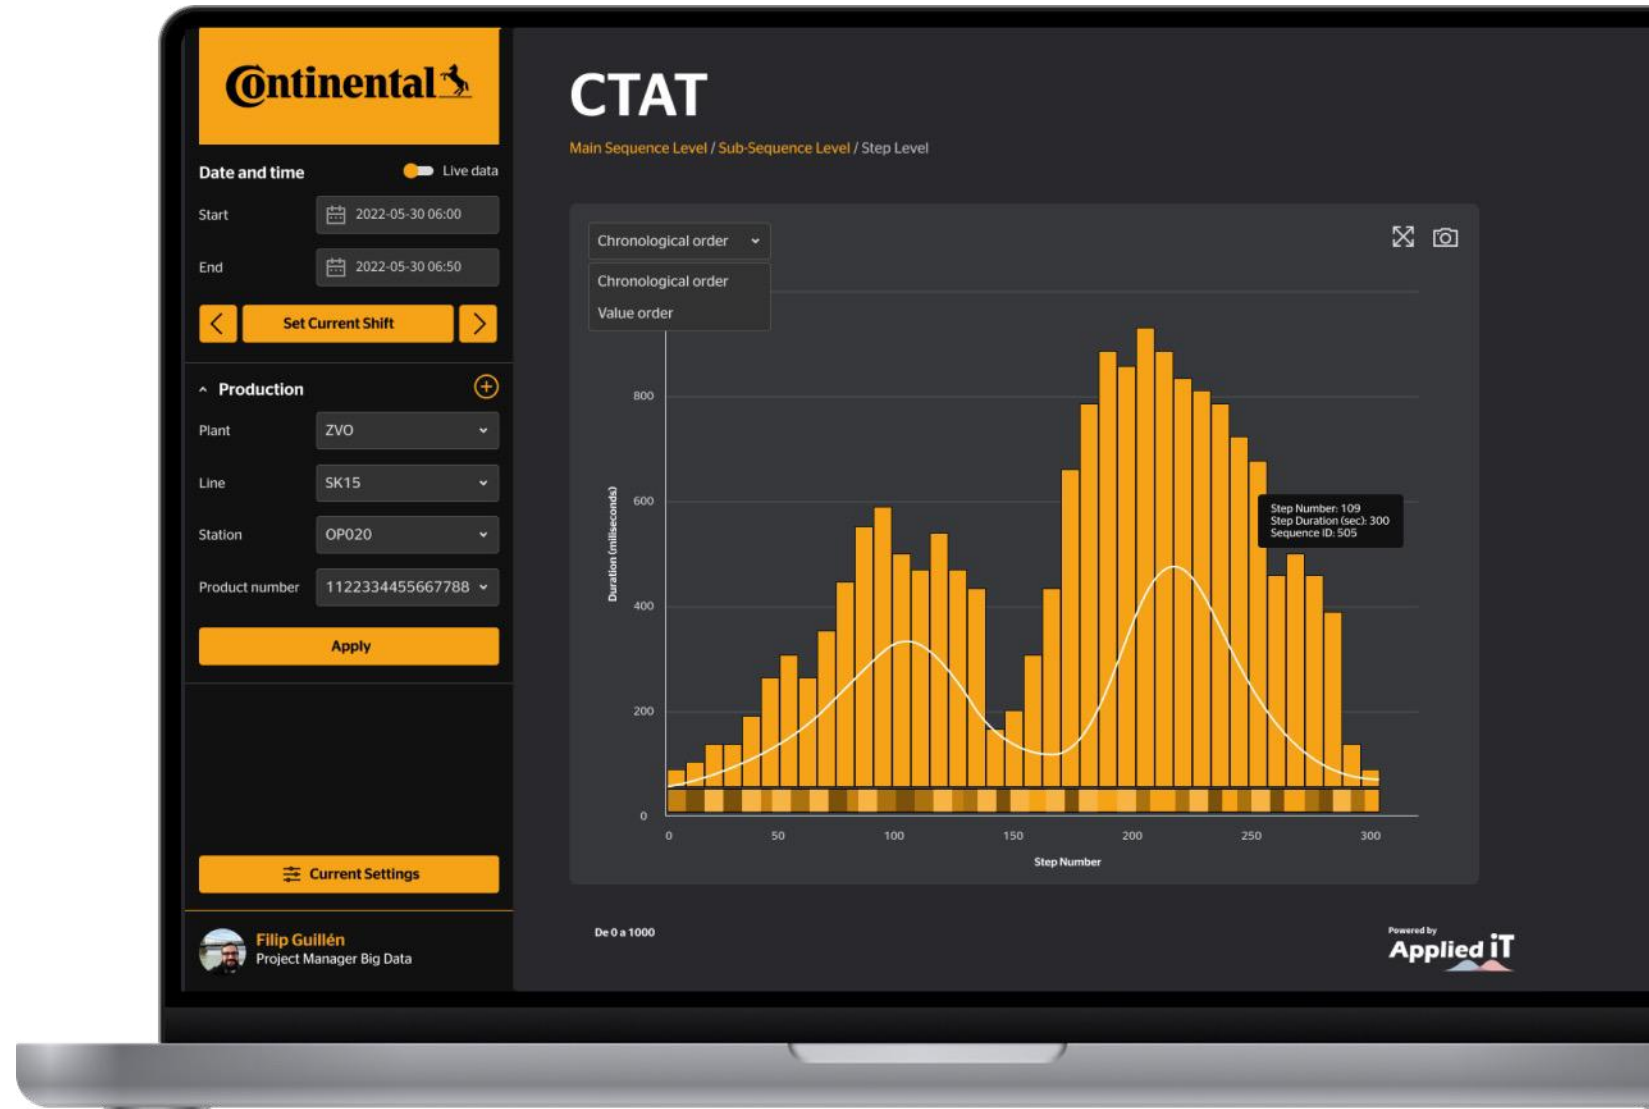 Continental
Date and time
Live data
Start
2022-05-30 06:00
End
2022-05-30 06:50
Set Current Shift
Production
Plant
ZVO
Line
SK15
Station
OP020
Product number
1122334455667788
Apply
Current Settings
Filip Guillén
Project Manager Big Data
CTAT
Main Sequence Level / Sub-Sequence Level / Step Level
Chronological order
Chronological order
Value order
800
600
400
200
0
Duration (miliseconds)
Step Number: 109
Step Duration (sec): 300
Sequence ID: 505
0 50 100 150 200 250 300
Step Number
De 0 a 1000
Powered by
Applied iT